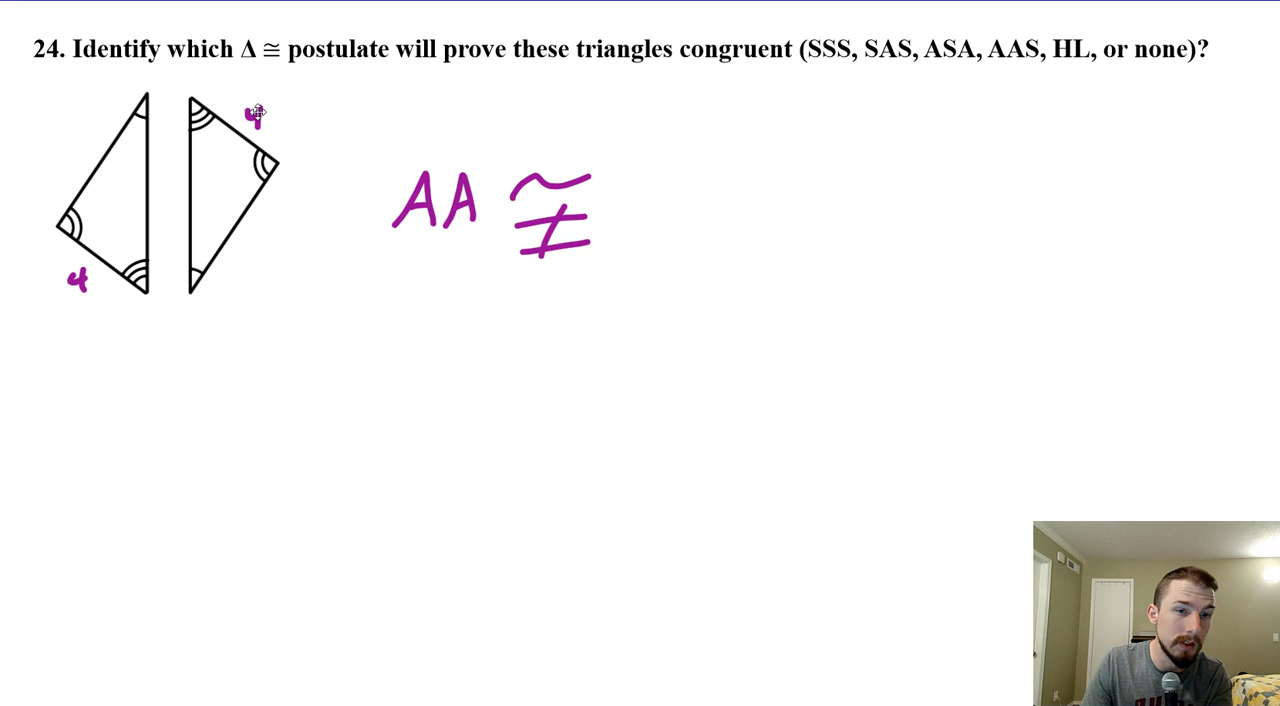 24. Identify which Δ ≅ postulate will prove these triangles congruent (SSS, SAS, ASA, AAS, HL, or none)?
4
AA ≇
4